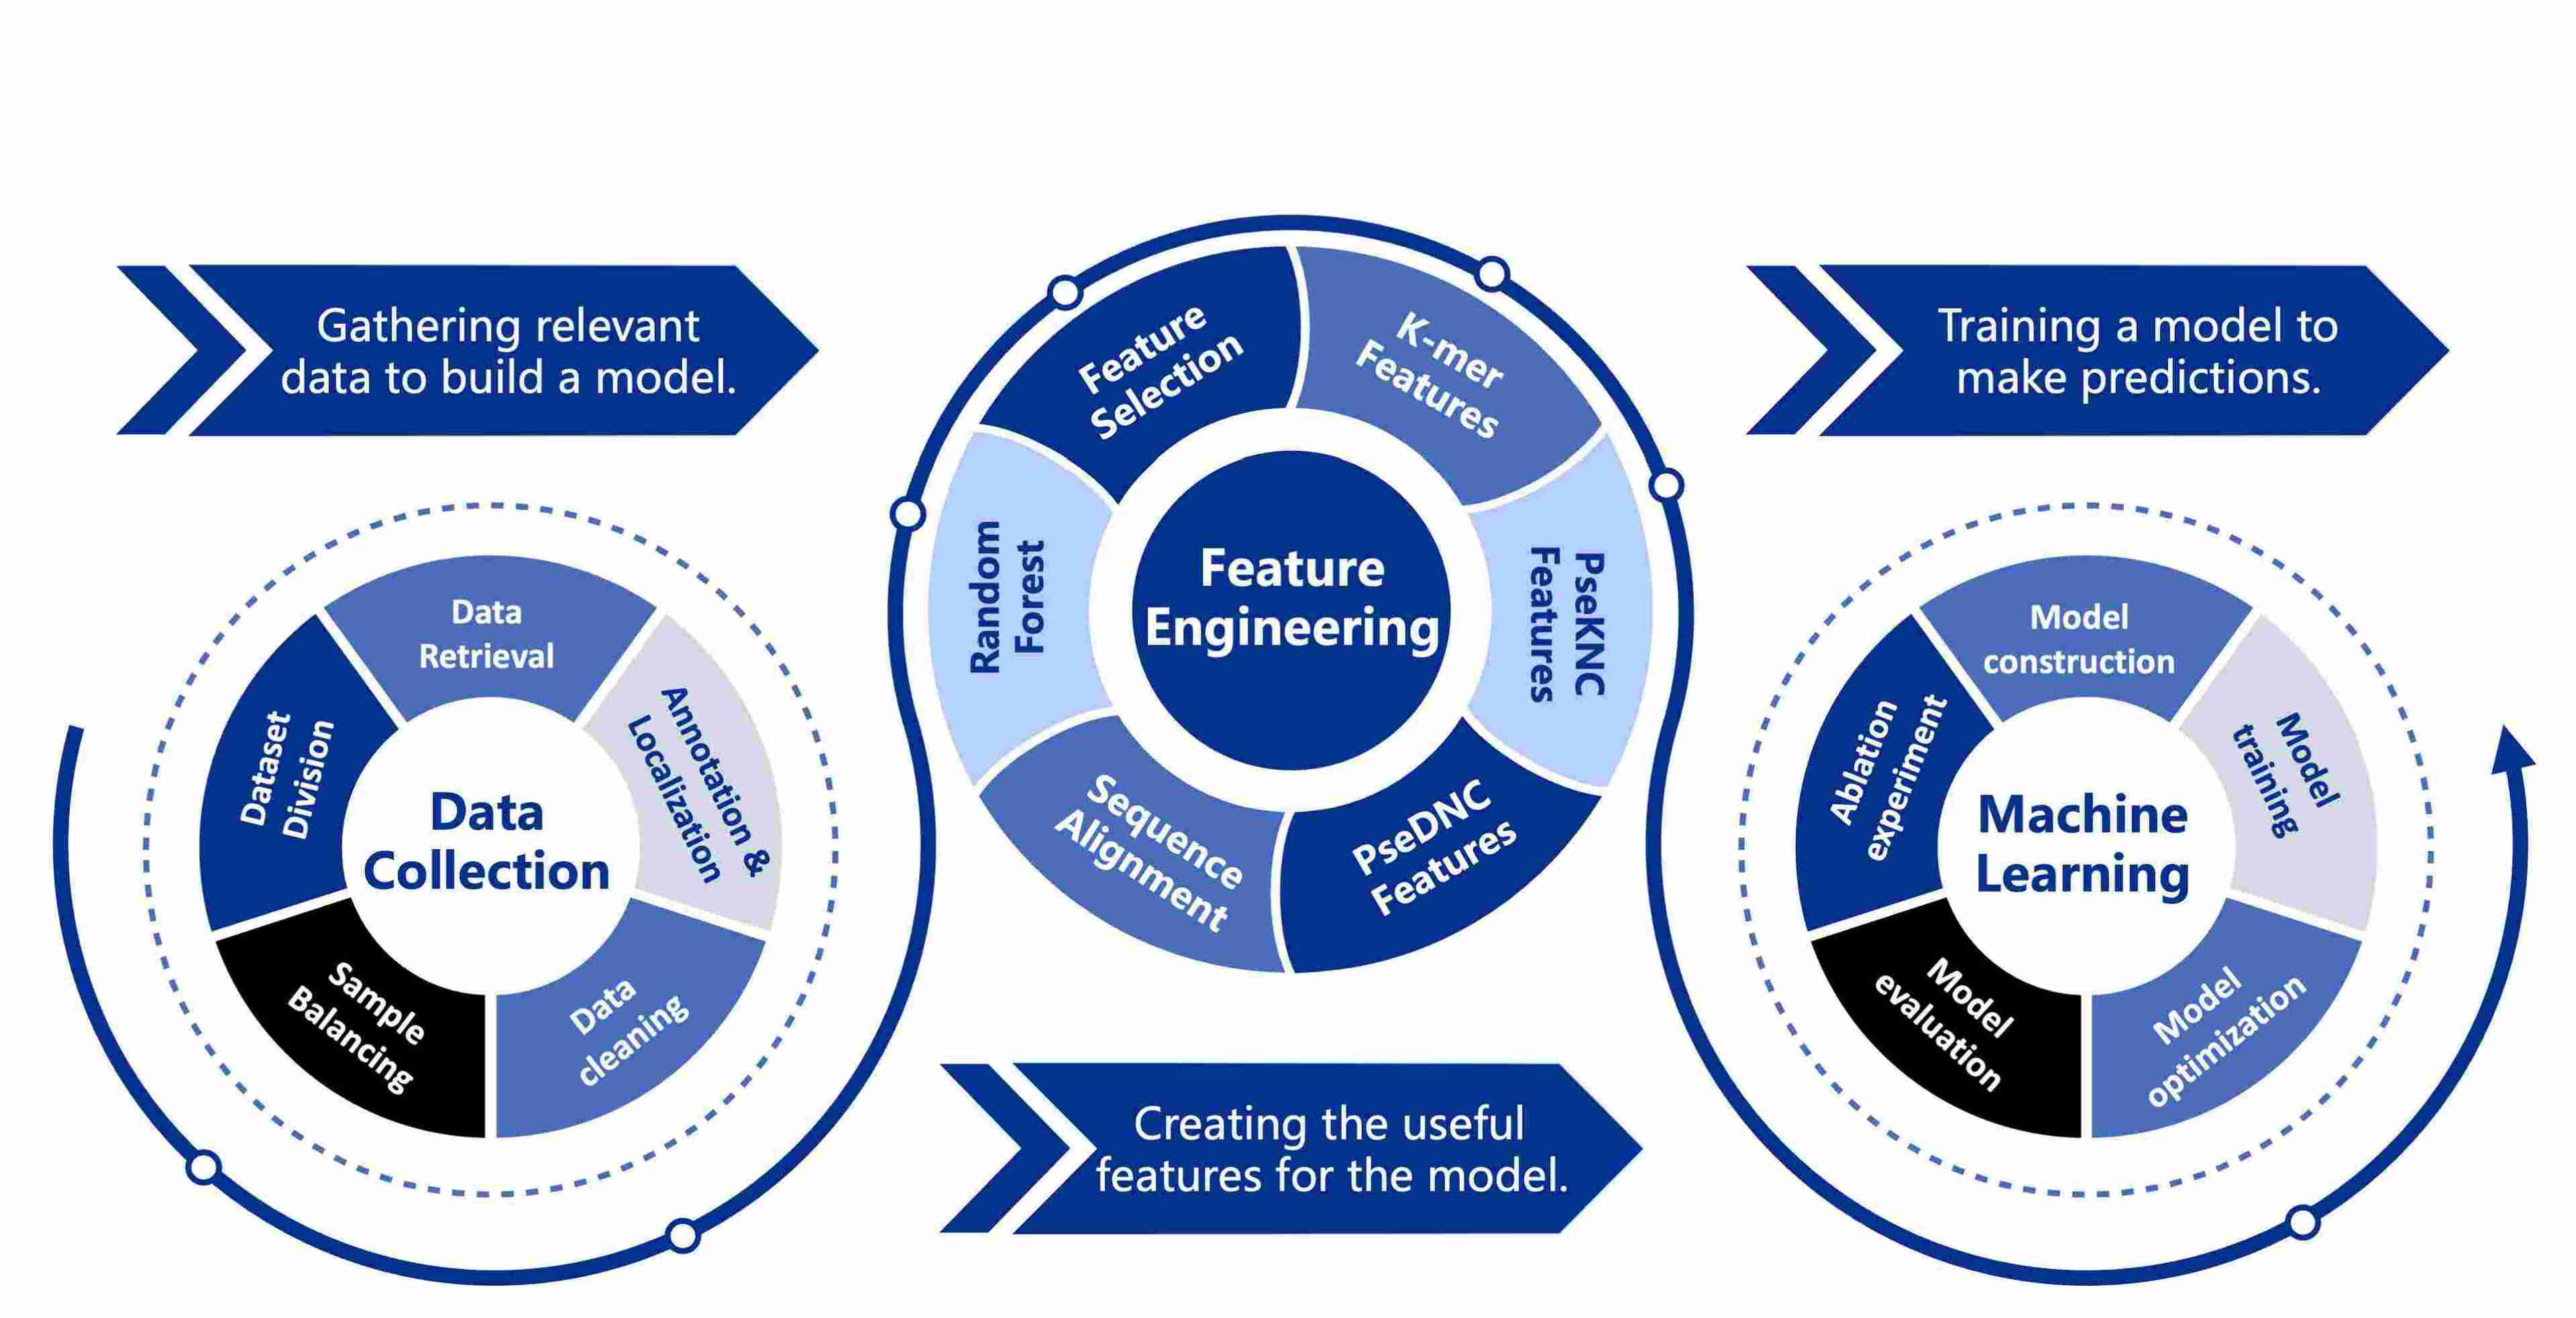 Gathering relevant
data to build a model.
Training a model to
make predictions.
Feature
Selection
K-mer
Features
PseKNC
Features
PseDNC
Features
Sequence
Alignment
Random
Forest
Feature
Engineering
Data
Retrieval
Annotation &
Localization
Data
cleaning
Sample
Balancing
Dataset
Division
Data
Collection
Model
construction
Model
training
Model
optimization
Model
evaluation
Ablation
experiment
Machine
Learning
Creating the useful
features for the model.